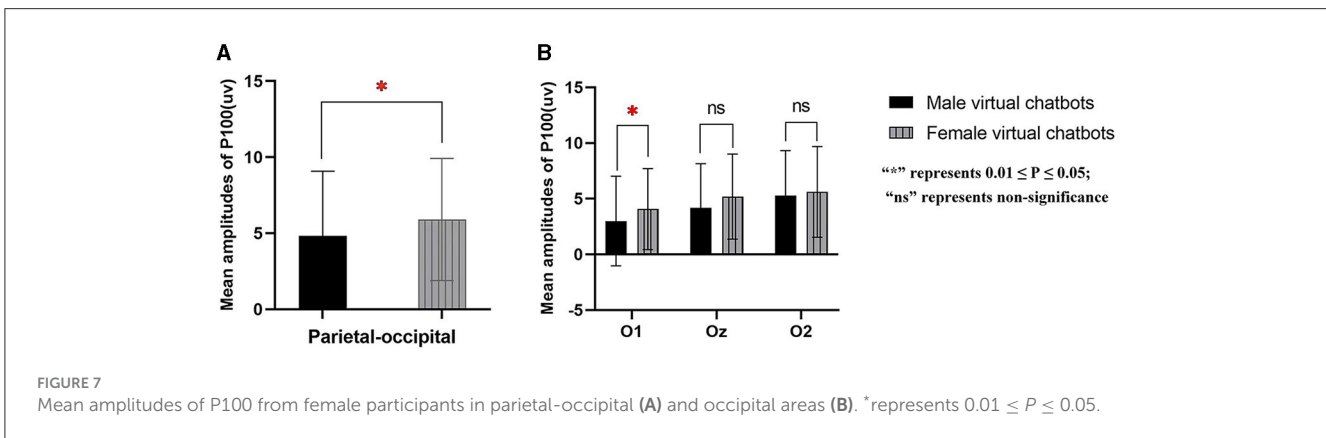 A
Mean amplitudes of P100(uv)
15
10
5
0
*
Parietal-occipital
B
Mean amplitudes of P100(uv)
15
10
5
0
-5
*
ns
ns
O1 Oz O2
Male virtual chatbots
Female virtual chatbots
“*” represents 0.01 ≤ P ≤ 0.05;
“ns” represents non-significance
FIGURE 7
Mean amplitudes of P100 from female participants in parietal-occipital (A) and occipital areas (B). *represents 0.01 ≤ P ≤ 0.05.